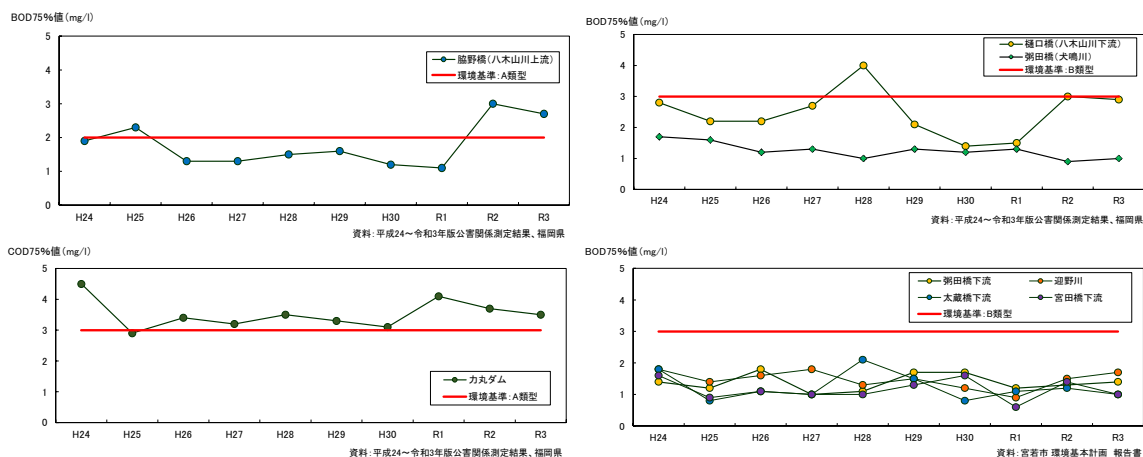 BOD75%値(mg/l)
5
4
3
2
1
0
脇野橋(八木山川上流)
環境基準:A類型
H24 H25 H26 H27 H28 H29 H30 R1 R2 R3
資料:平成24～令和3年版公害関係測定結果、福岡県
BOD75%値(mg/l)
5
4
3
2
1
0
樋口橋(八木山川下流)
粥田橋(犬鳴川)
環境基準:B類型
H24 H25 H26 H27 H28 H29 H30 R1 R2 R3
資料:平成24～令和3年版公害関係測定結果、福岡県
COD75%値(mg/l)
5
4
3
2
1
0
力丸ダム
環境基準:A類型
H24 H25 H26 H27 H28 H29 H30 R1 R2 R3
資料:平成24～令和3年版公害関係測定結果、福岡県
BOD75%値(mg/l)
5
4
3
2
1
0
粥田橋下流 迎野川
太蔵橋下流 宮田橋下流
環境基準:B類型
H24 H25 H26 H27 H28 H29 H30 R1 R2 R3
資料:宮若市 環境基本計画 報告書